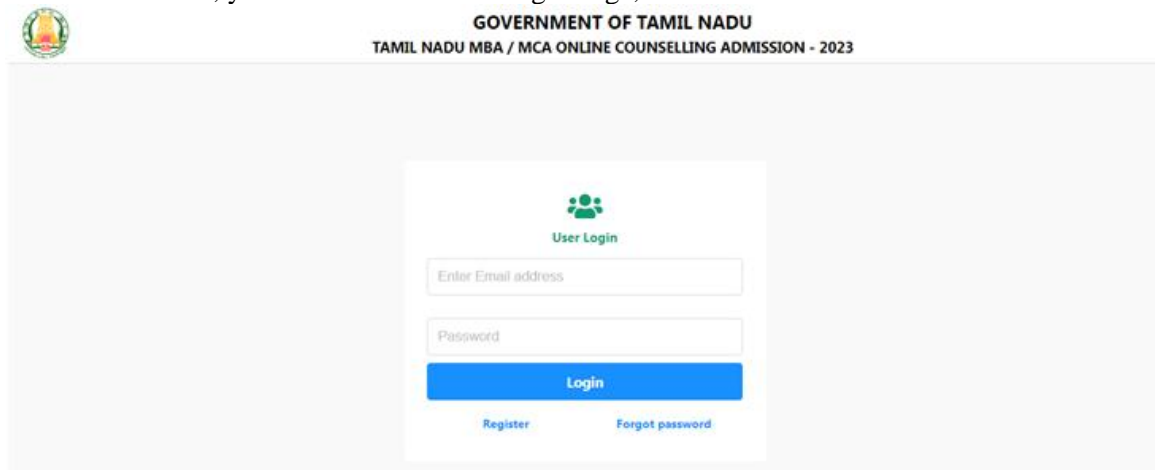 GOVERNMENT OF TAMIL NADU
TAMIL NADU MBA / MCA ONLINE COUNSELLING ADMISSION - 2023
User Login
Enter Email address
Password
Login
Register Forgot password